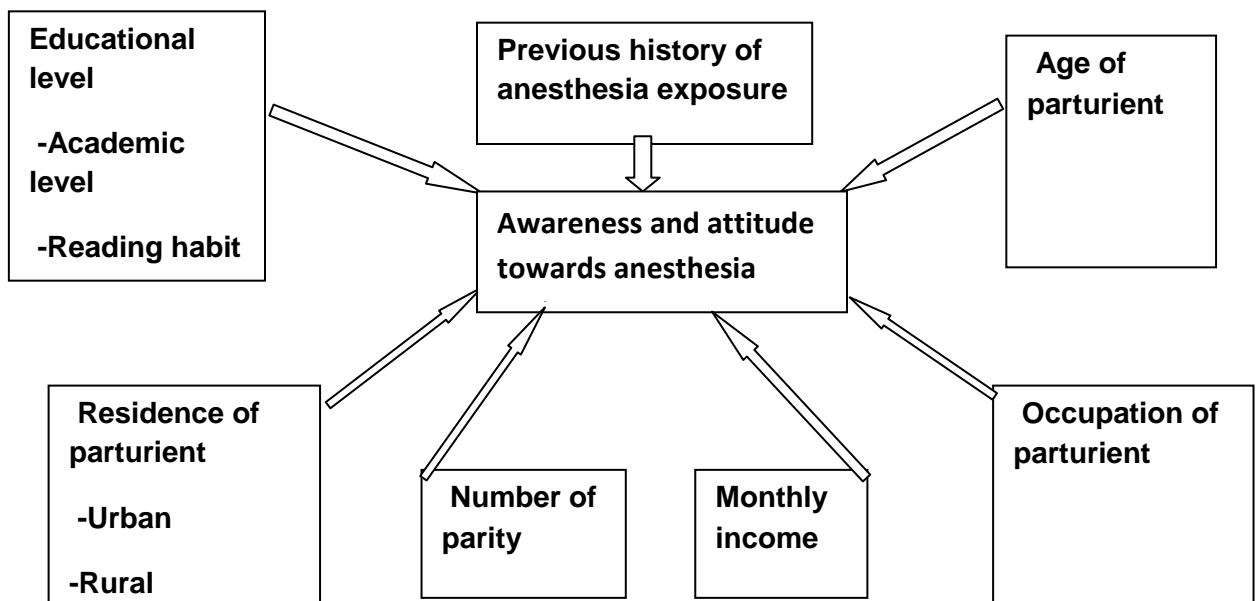 Educational
level
-Academic
level
-Reading habit
Previous history of
anesthesia exposure
Age of
parturient
Awareness and attitude
towards anesthesia
Residence of
parturient
-Urban
-Rural
Number of
parity
Monthly
income
Occupation of
parturient